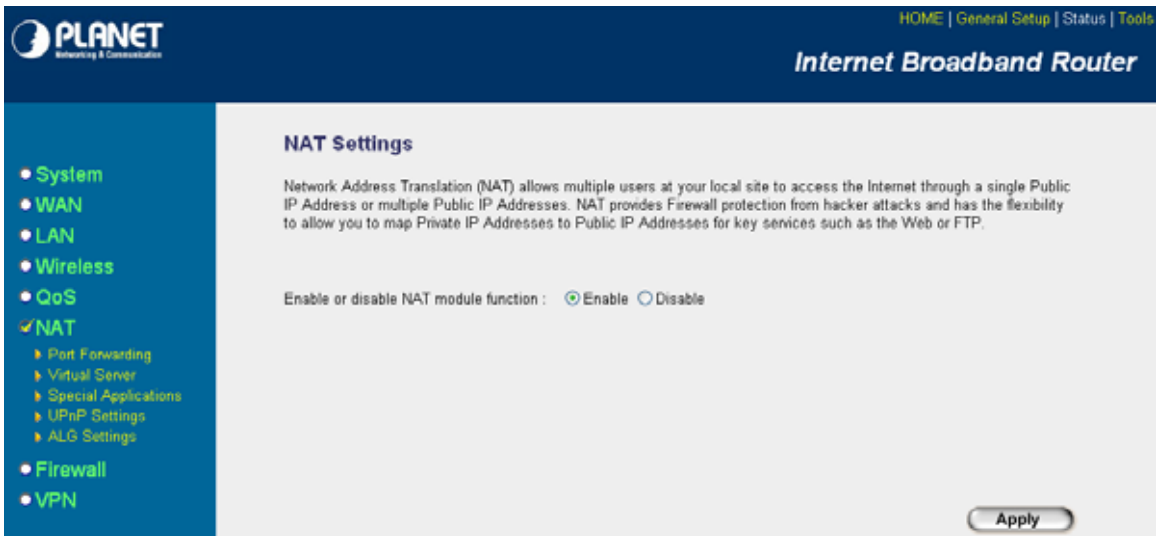 PLANET
Networking & Communication
HOME | General Setup | Status | Tools
Internet Broadband Router
System
WAN
LAN
Wireless
QoS
NAT
Port Forwarding
Virtual Server
Special Applications
UPnP Settings
ALG Settings
Firewall
VPN
NAT Settings
Network Address Translation (NAT) allows multiple users at your local site to access the Internet through a single Public
IP Address or multiple Public IP Addresses. NAT provides Firewall protection from hacker attacks and has the flexibility
to allow you to map Private IP Addresses to Public IP Addresses for key services such as the Web or FTP.
Enable or disable NAT module function : Enable Disable
Apply